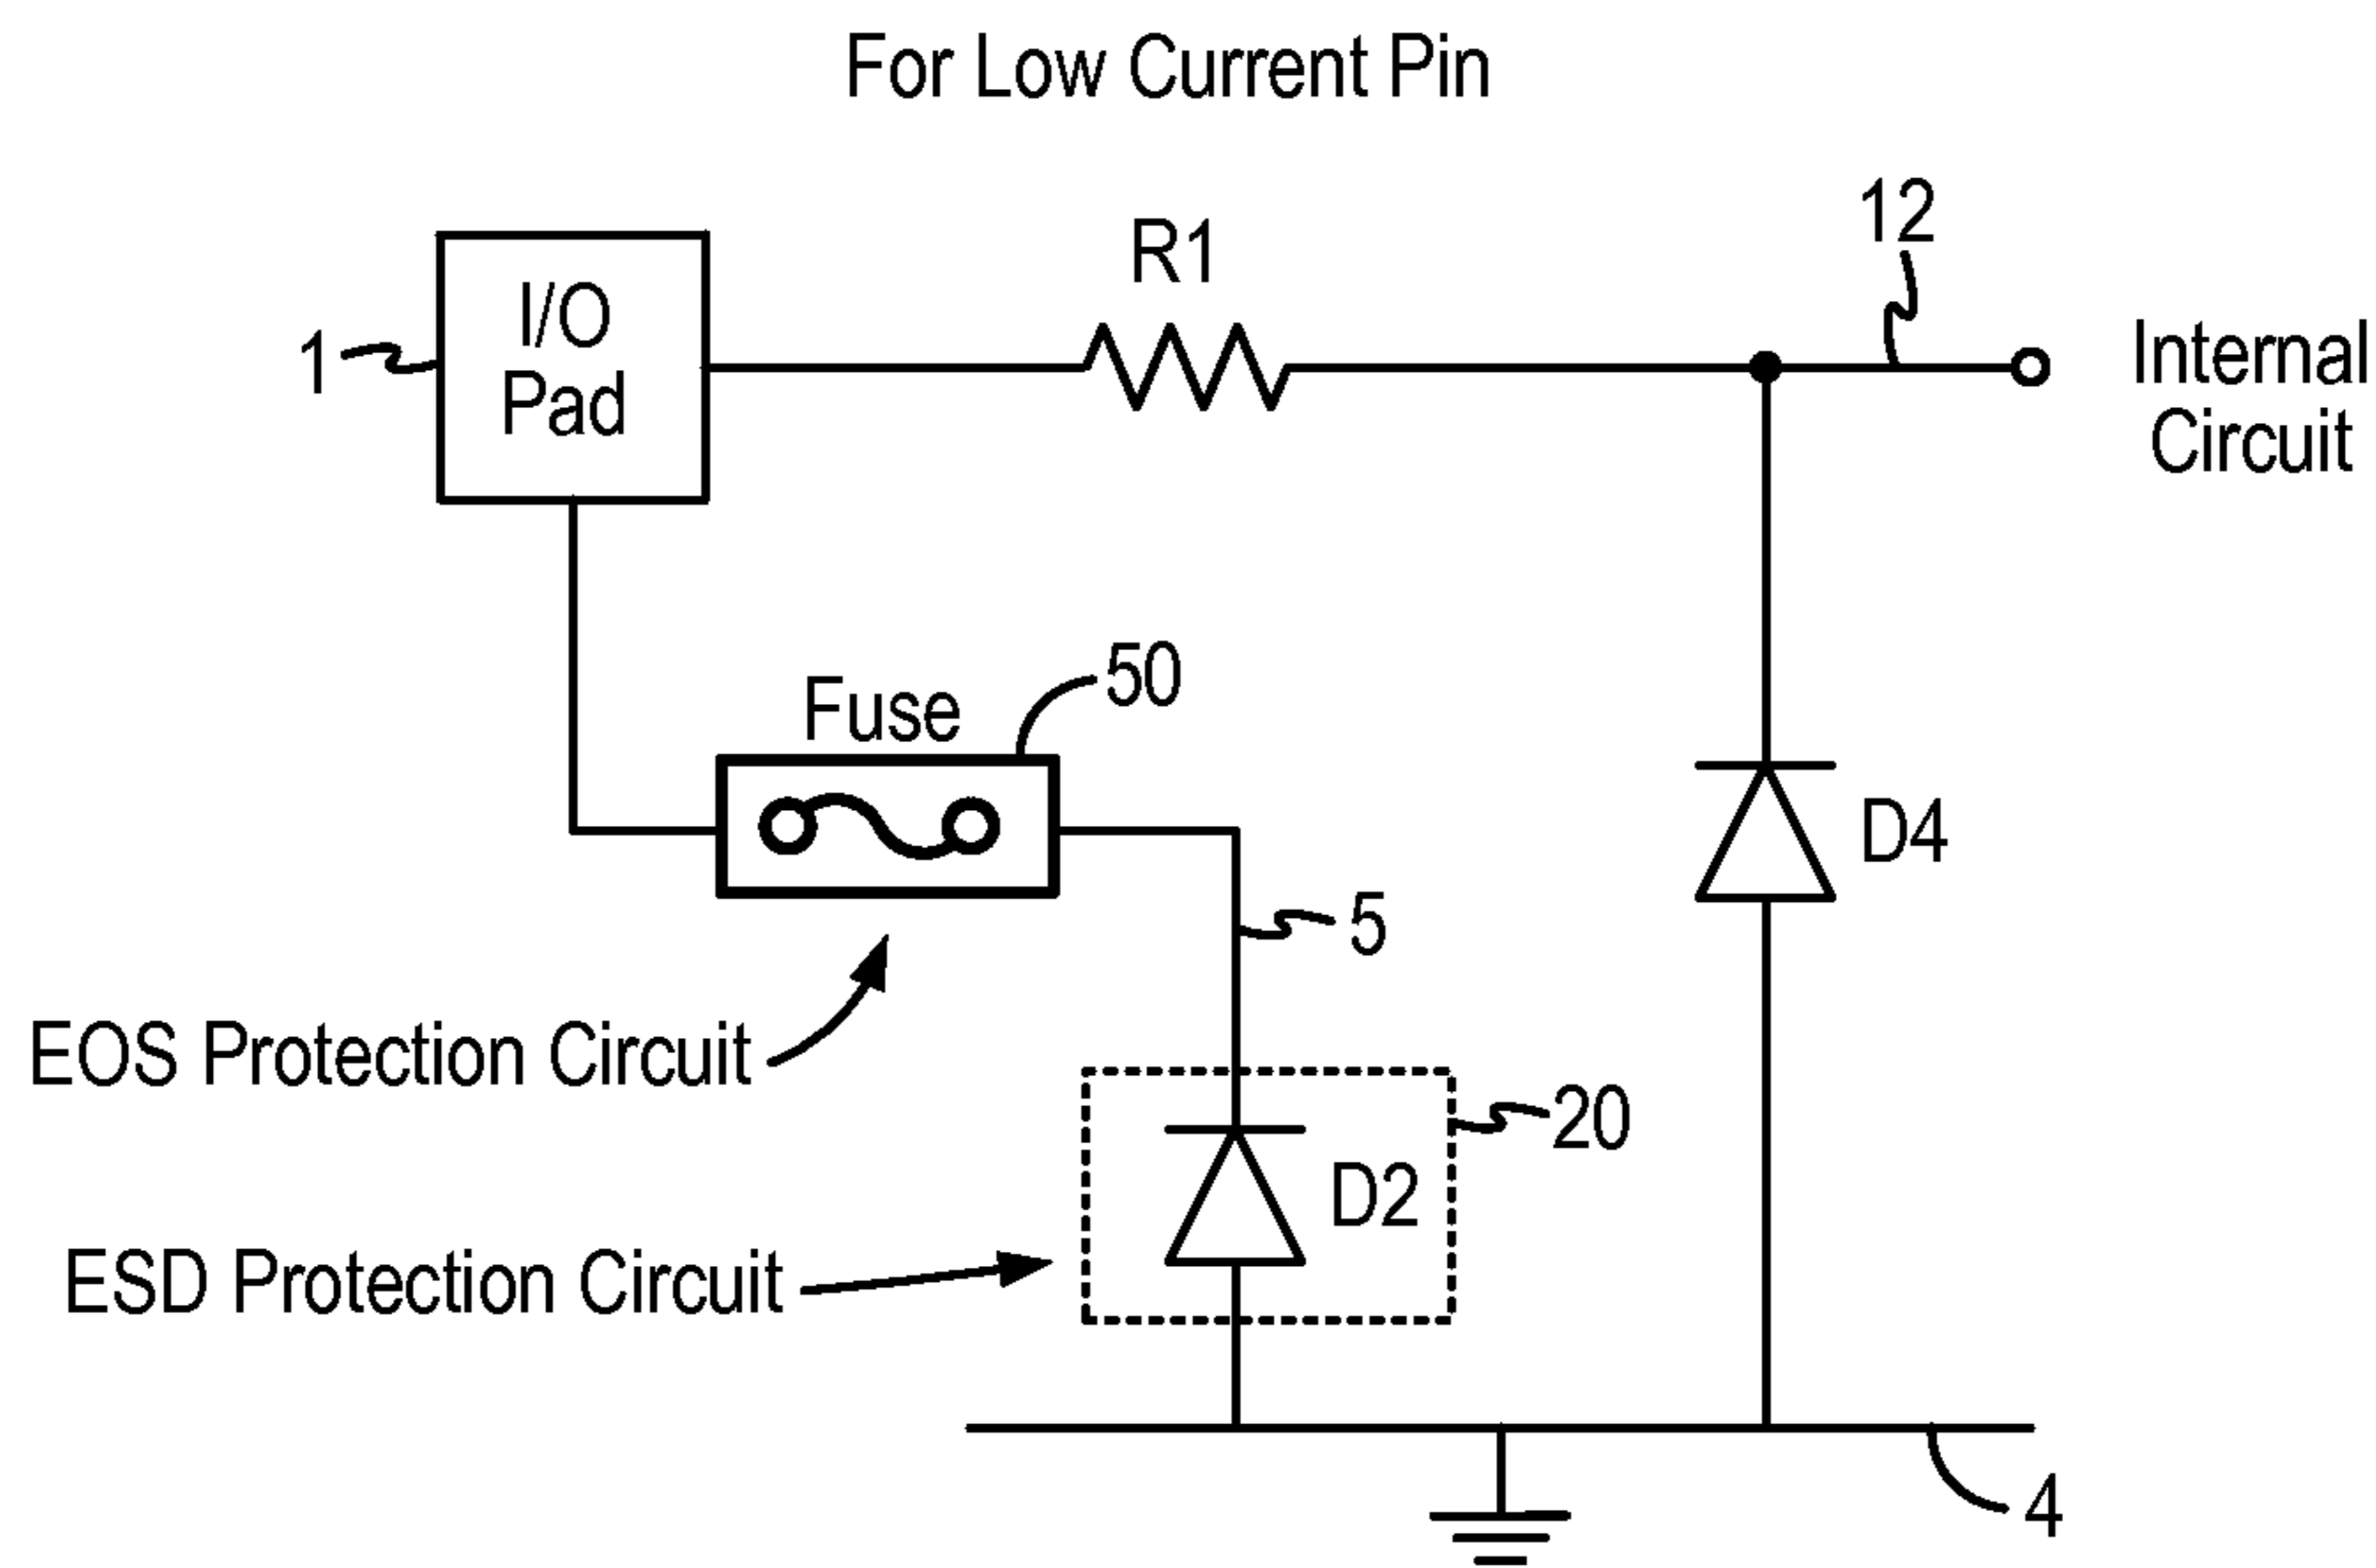 For Low Current Pin
12
R1
1
I/O
Pad
Internal
Circuit
Fuse
50
D4
5
EOS Protection Circuit
20
D2
ESD Protection Circuit
4